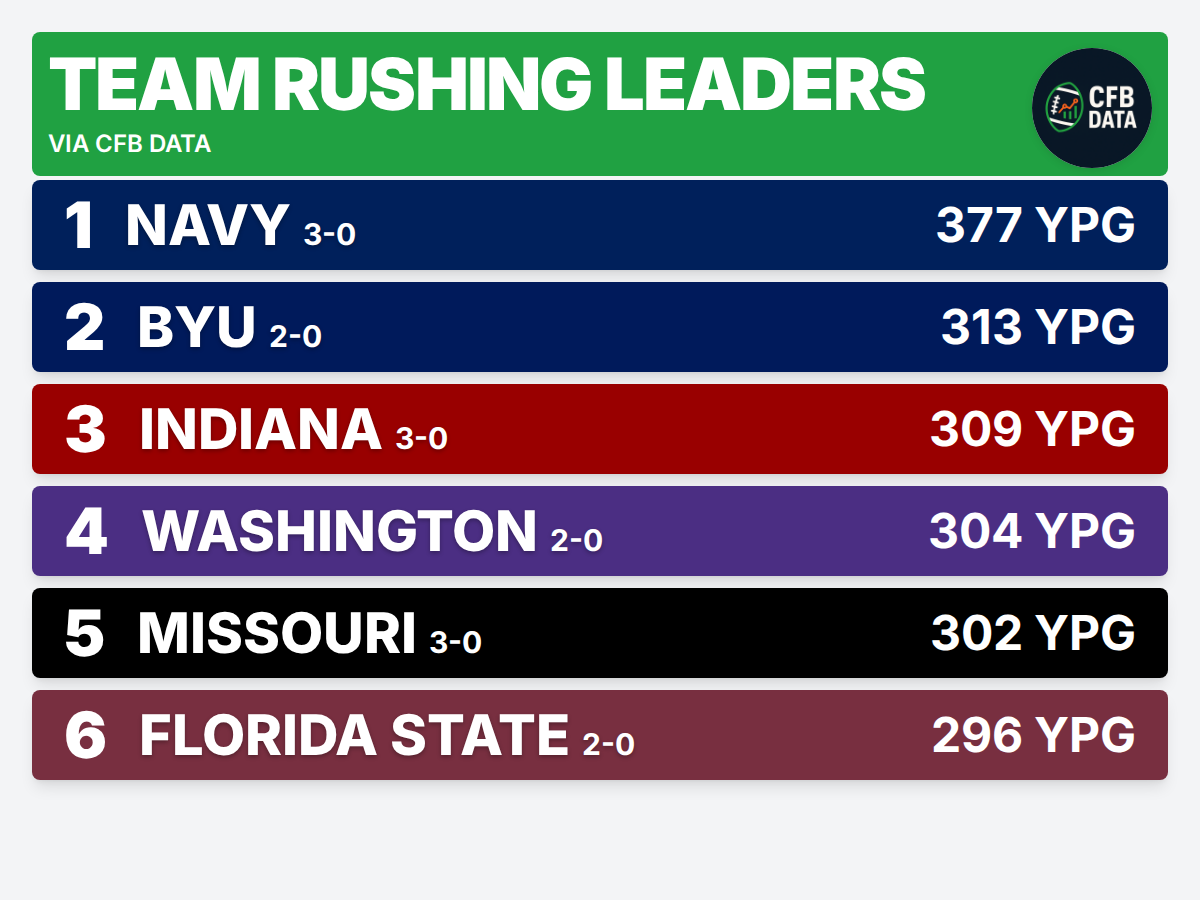 TEAM RUSHING LEADERS
VIA CFB DATA
CFB
DATA
1 NAVY 3-0 377 YPG
2 BYU 2-0 313 YPG
3 INDIANA 3-0 309 YPG
4 WASHINGTON 2-0 304 YPG
5 MISSOURI 3-0 302 YPG
6 FLORIDA STATE 2-0 296 YPG